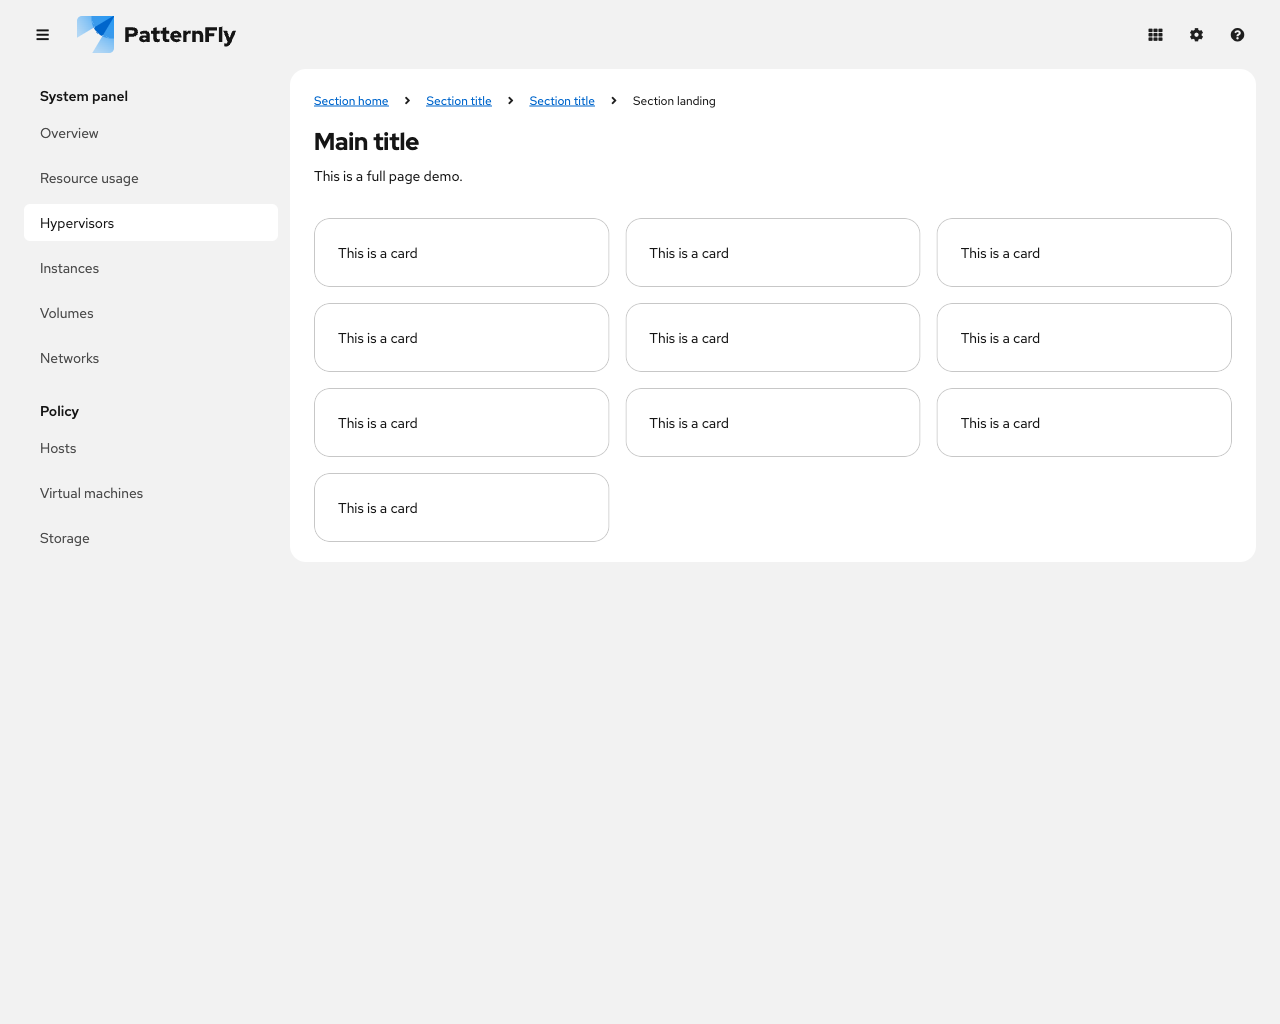 PatternFly
System panel
Overview
Resource usage
Hypervisors
Instances
Volumes
Networks
Policy
Hosts
Virtual machines
Storage
Section home Section title Section title Section landing
Main title
This is a full page demo.
This is a card This is a card This is a card
This is a card This is a card This is a card
This is a card This is a card This is a card
This is a card